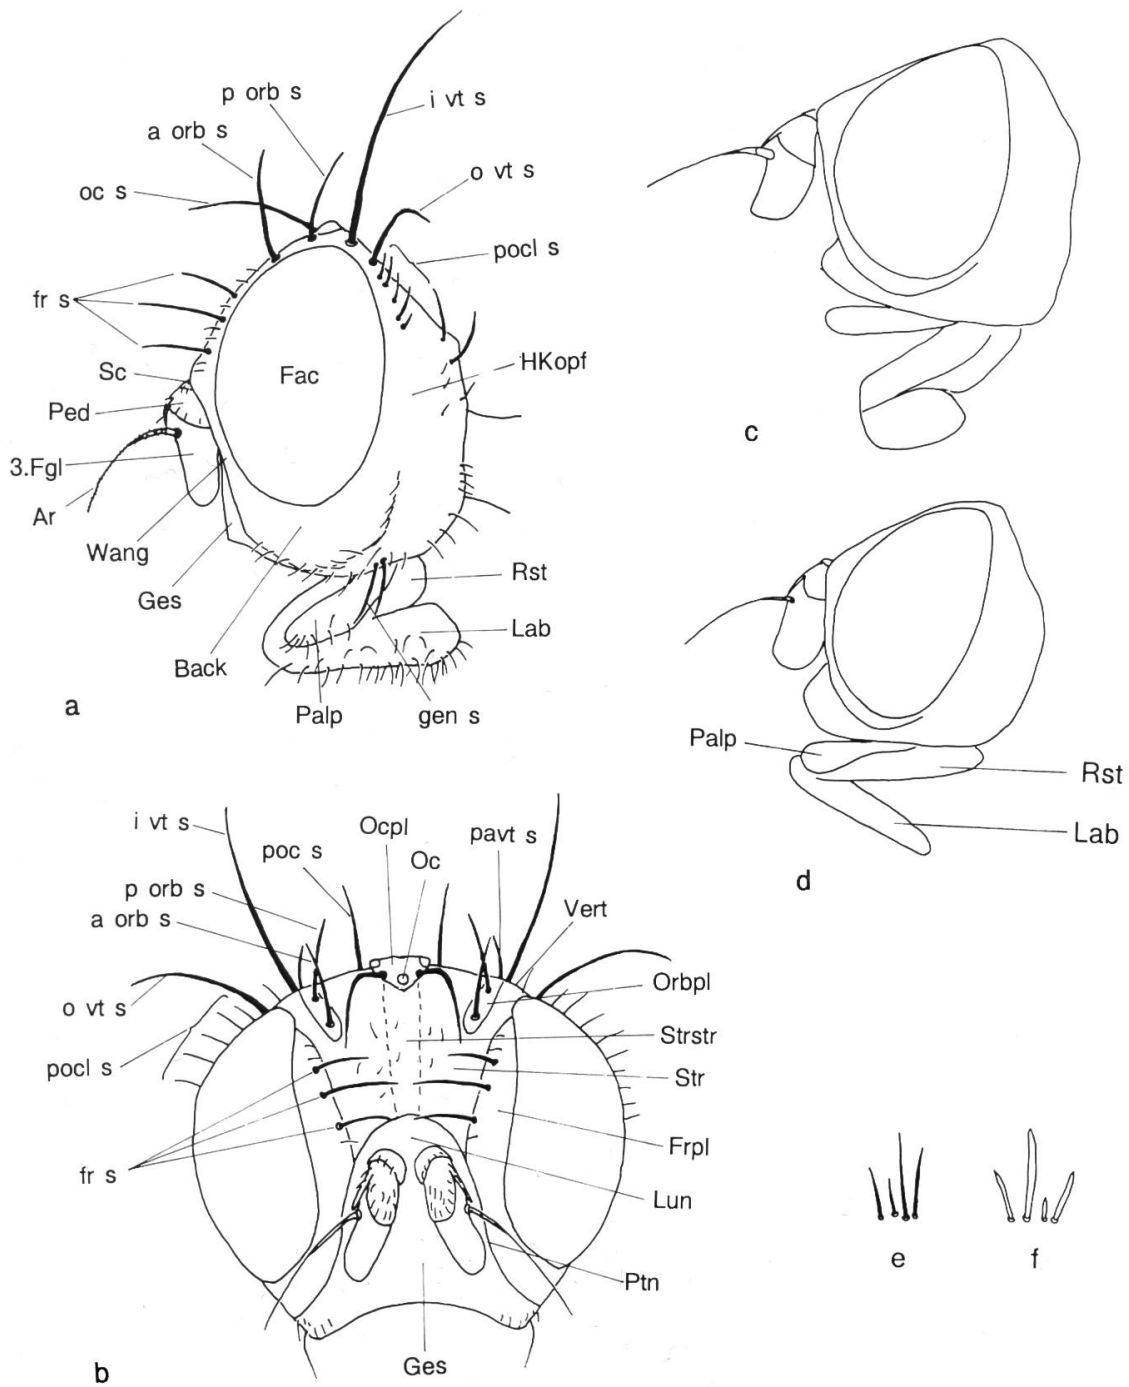 p orb s
i vt s
a orb s
oc s
o vt s
pocl s
fr s
Sc
HKopf
Fac
Ped
3.Fgl
Ar
Wang
Ges
Rst
Lab
Back
Palp
gen s
a
c
Palp
Rst
Lab
d
i vt s
Ocpl
pavt s
poc s
Oc
p orb s
a orb s
Vert
o vt s
Orbpl
Strstr
pocl s
Str
Frpl
fr s
Lun
Ptn
Ges
b
e
f